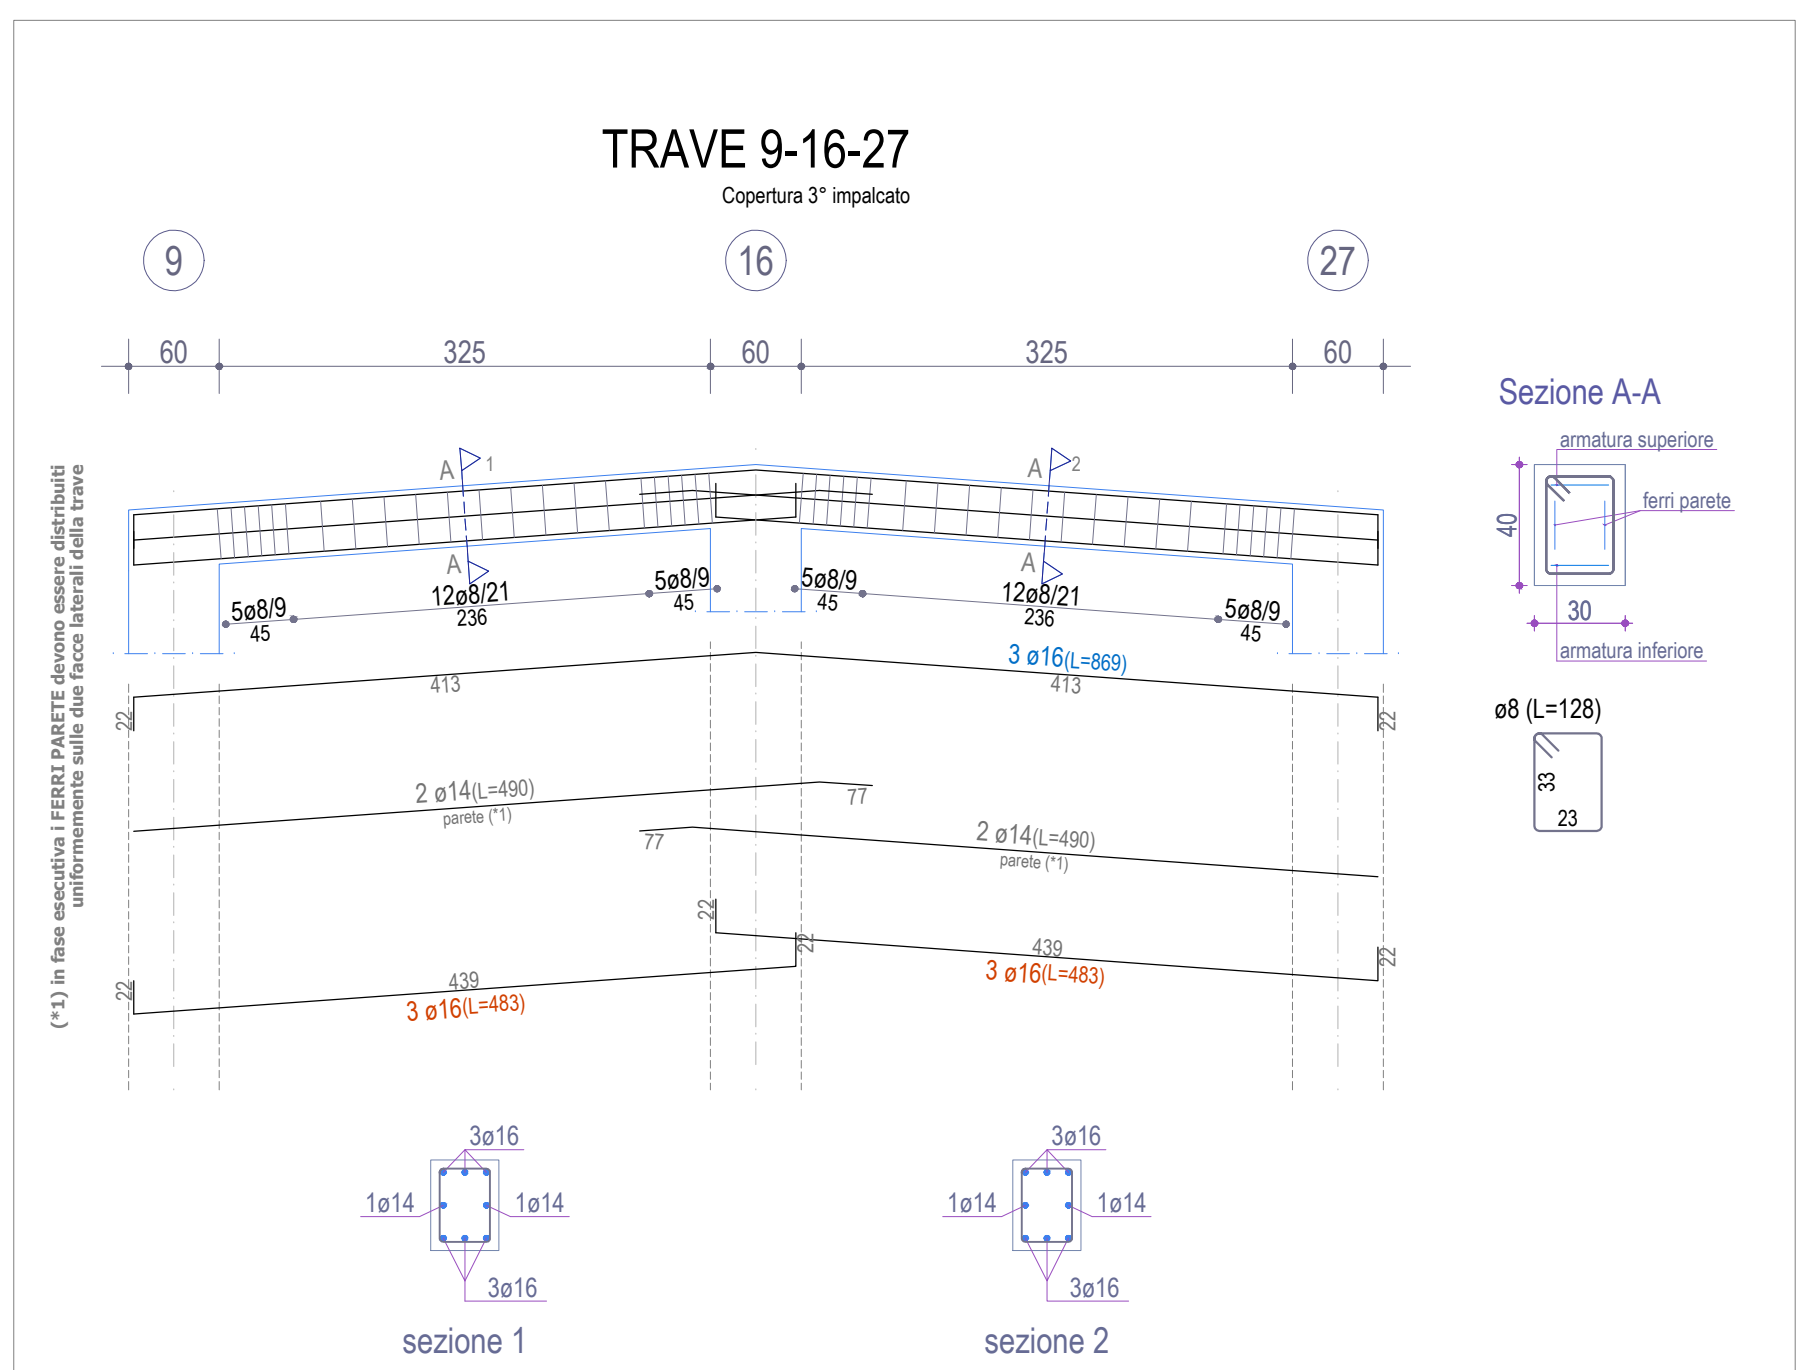 TRAVE 9-16-27
Copertura 3° impalcato
9
16
27
60
325
60
325
60
Sezione A-A
armatura superiore
ferri parete
40
30
armatura inferiore
ø8 (L=128)
33
23
(*1) in fase esecutiva i FERRI PARETE devono essere distribuiti
uniformemente sulle due facce laterali della trave
A
1
A
2
A
A
5ø8/9
45
12ø8/21
236
5ø8/9
45
5ø8/9
45
12ø8/21
236
5ø8/9
45
3 ø16(L=869)
413
413
22
22
2 ø14(L=490)
parete (*1)
77
77
2 ø14(L=490)
parete (*1)
22
439
3 ø16(L=483)
22
22
439
3 ø16(L=483)
22
3ø16
1ø14
1ø14
3ø16
sezione 1
3ø16
1ø14
1ø14
3ø16
sezione 2